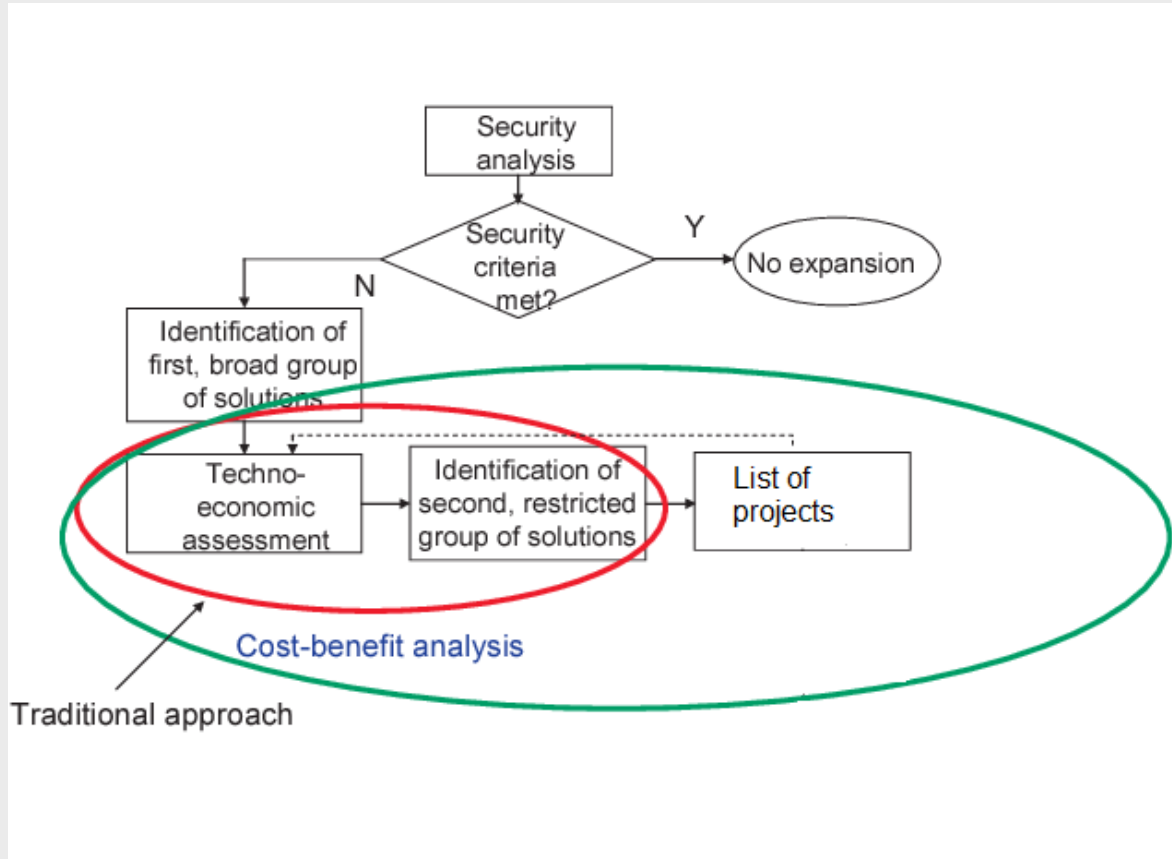 Security
analysis
Security
criteria
met?
Y
No expansion
N
Identification of
first, broad group
of solutions
Techno-
economic
assessment
Identification of
second, restricted
group of solutions
List of
projects
Cost-benefit analysis
Traditional approach